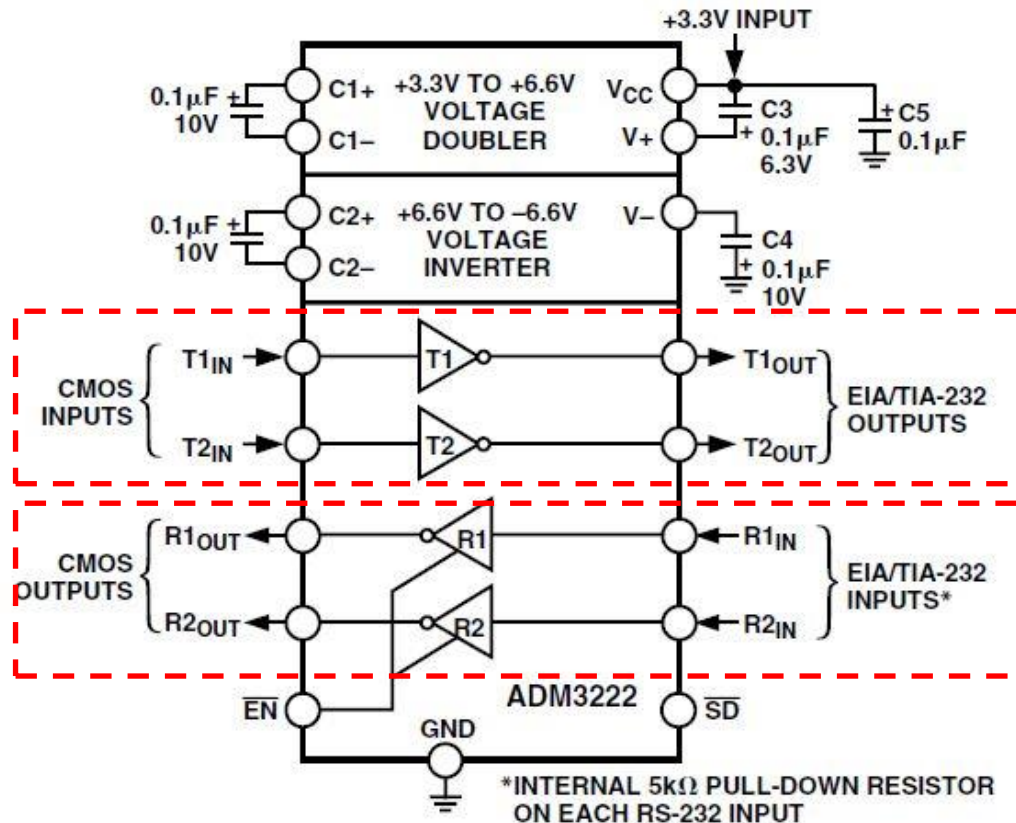 +3.3V INPUT
0.1µF
10V
+
C1+
C1–
+3.3V TO +6.6V
VOLTAGE
DOUBLER
VCC
V+
C3
+ 0.1µF
6.3V
+ C5
0.1µF
0.1µF
10V
+
C2+
C2–
+6.6V TO –6.6V
VOLTAGE
INVERTER
V–
C4
+ 0.1µF
10V
CMOS
INPUTS
T1IN
T1
T1OUT
T2IN
T2
T2OUT
EIA/TIA-232
OUTPUTS
CMOS
OUTPUTS
R1OUT
R1
R1IN
R2OUT
R2
R2IN
EIA/TIA-232
INPUTS*
EN
ADM3222
SD
GND
*INTERNAL 5kΩ PULL-DOWN RESISTOR
ON EACH RS-232 INPUT